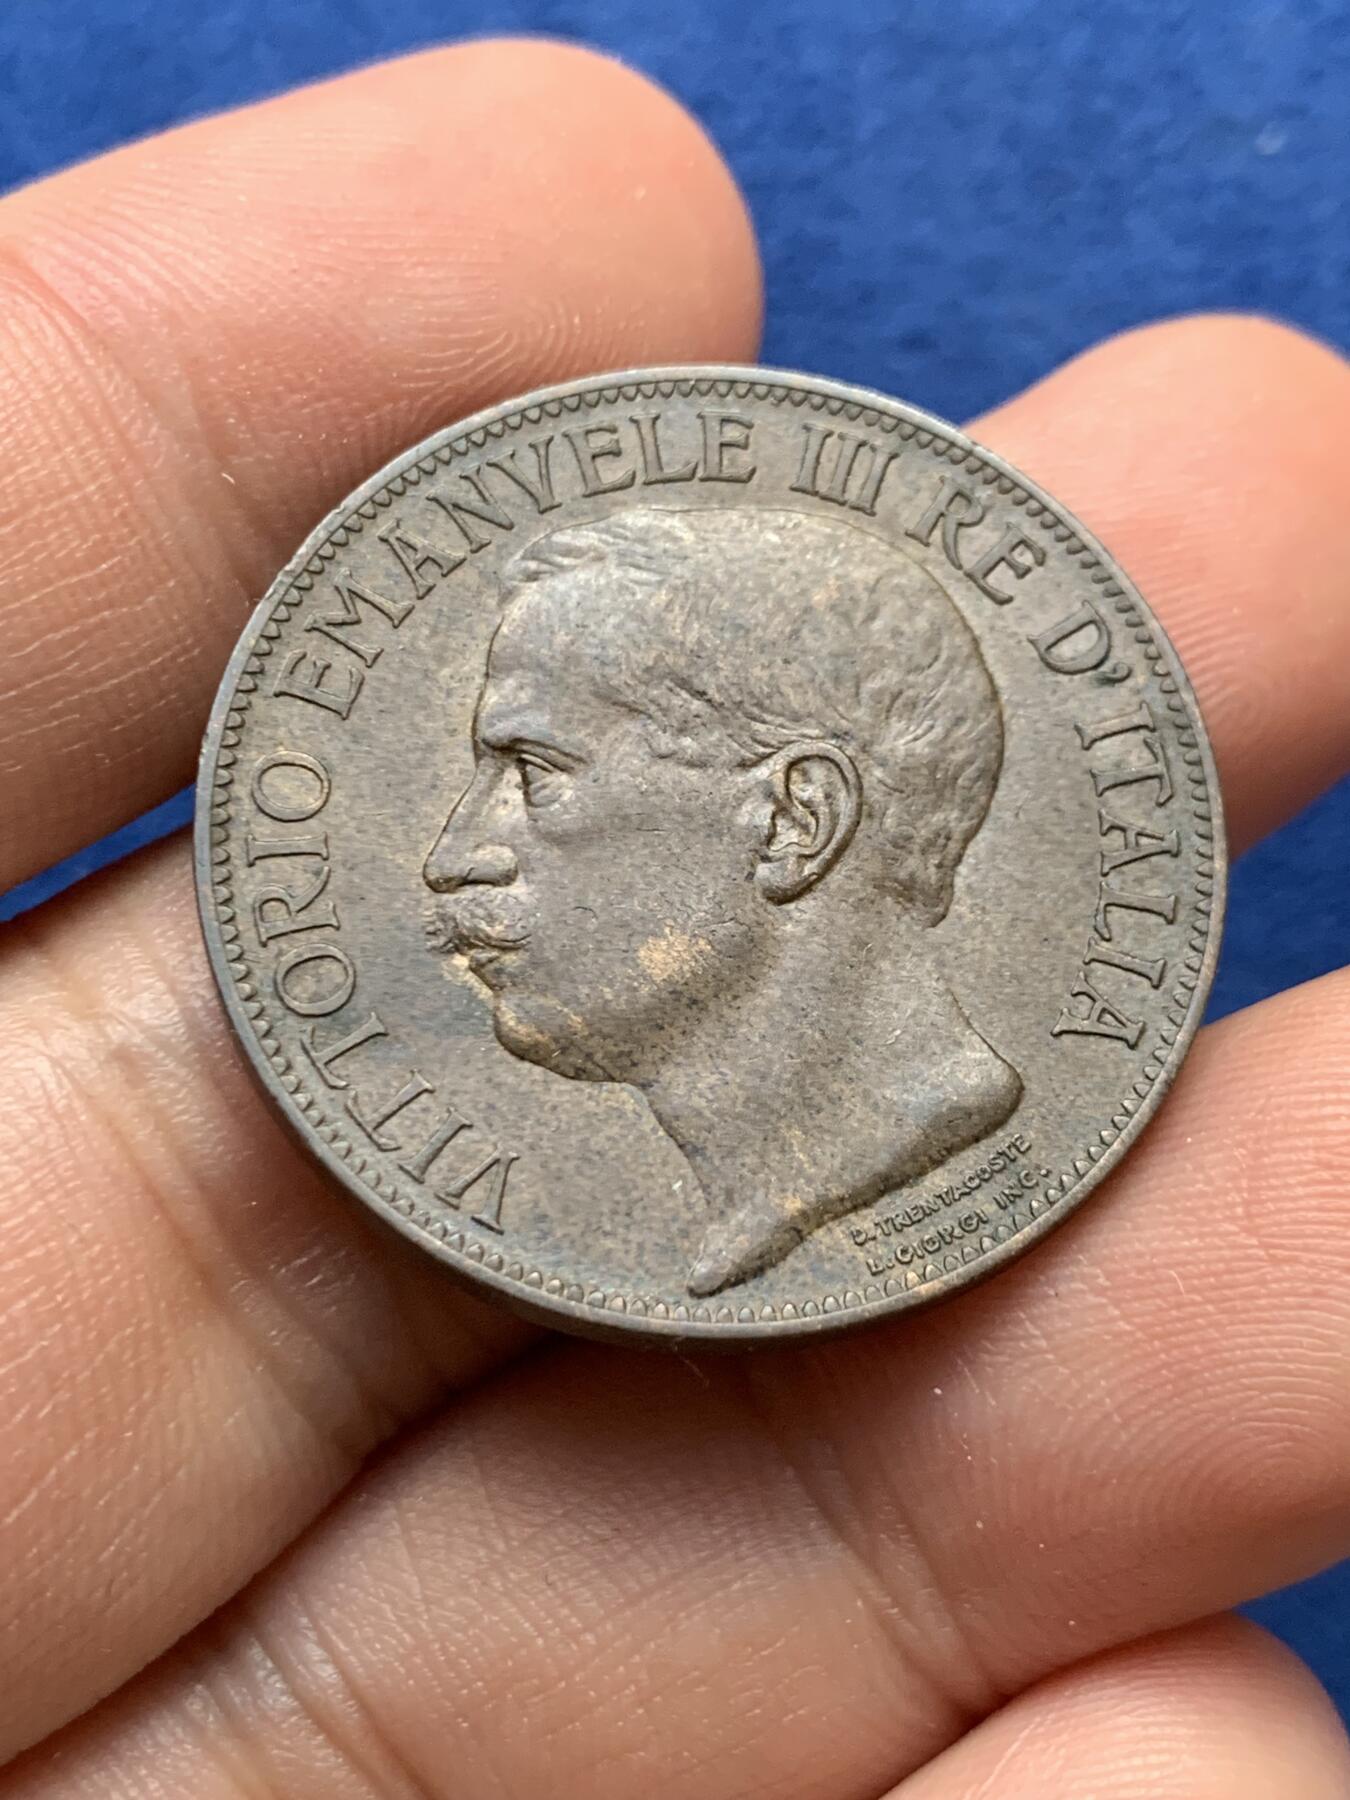 VITTORIO EMANVELE III RE D'ITALIA
D. TRENTACOSTE
L. GIORGI INC.